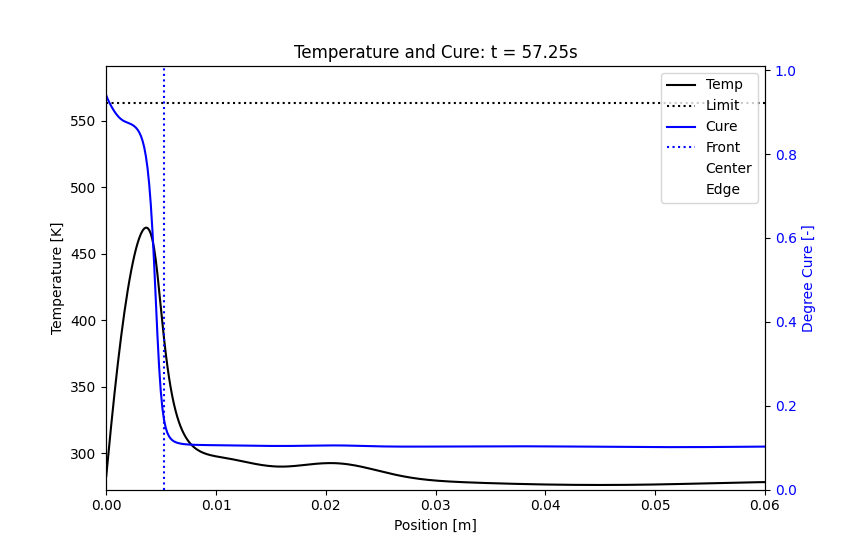 Temperature and Cure: t = 57.25s
Temp
Limit
Cure
Front
Center
Edge
550
500
450
400
350
300
Temperature [K]
1.0
0.8
0.6
0.4
0.2
0.0
Degree Cure [-]
0.00 0.01 0.02 0.03 0.04 0.05 0.06
Position [m]